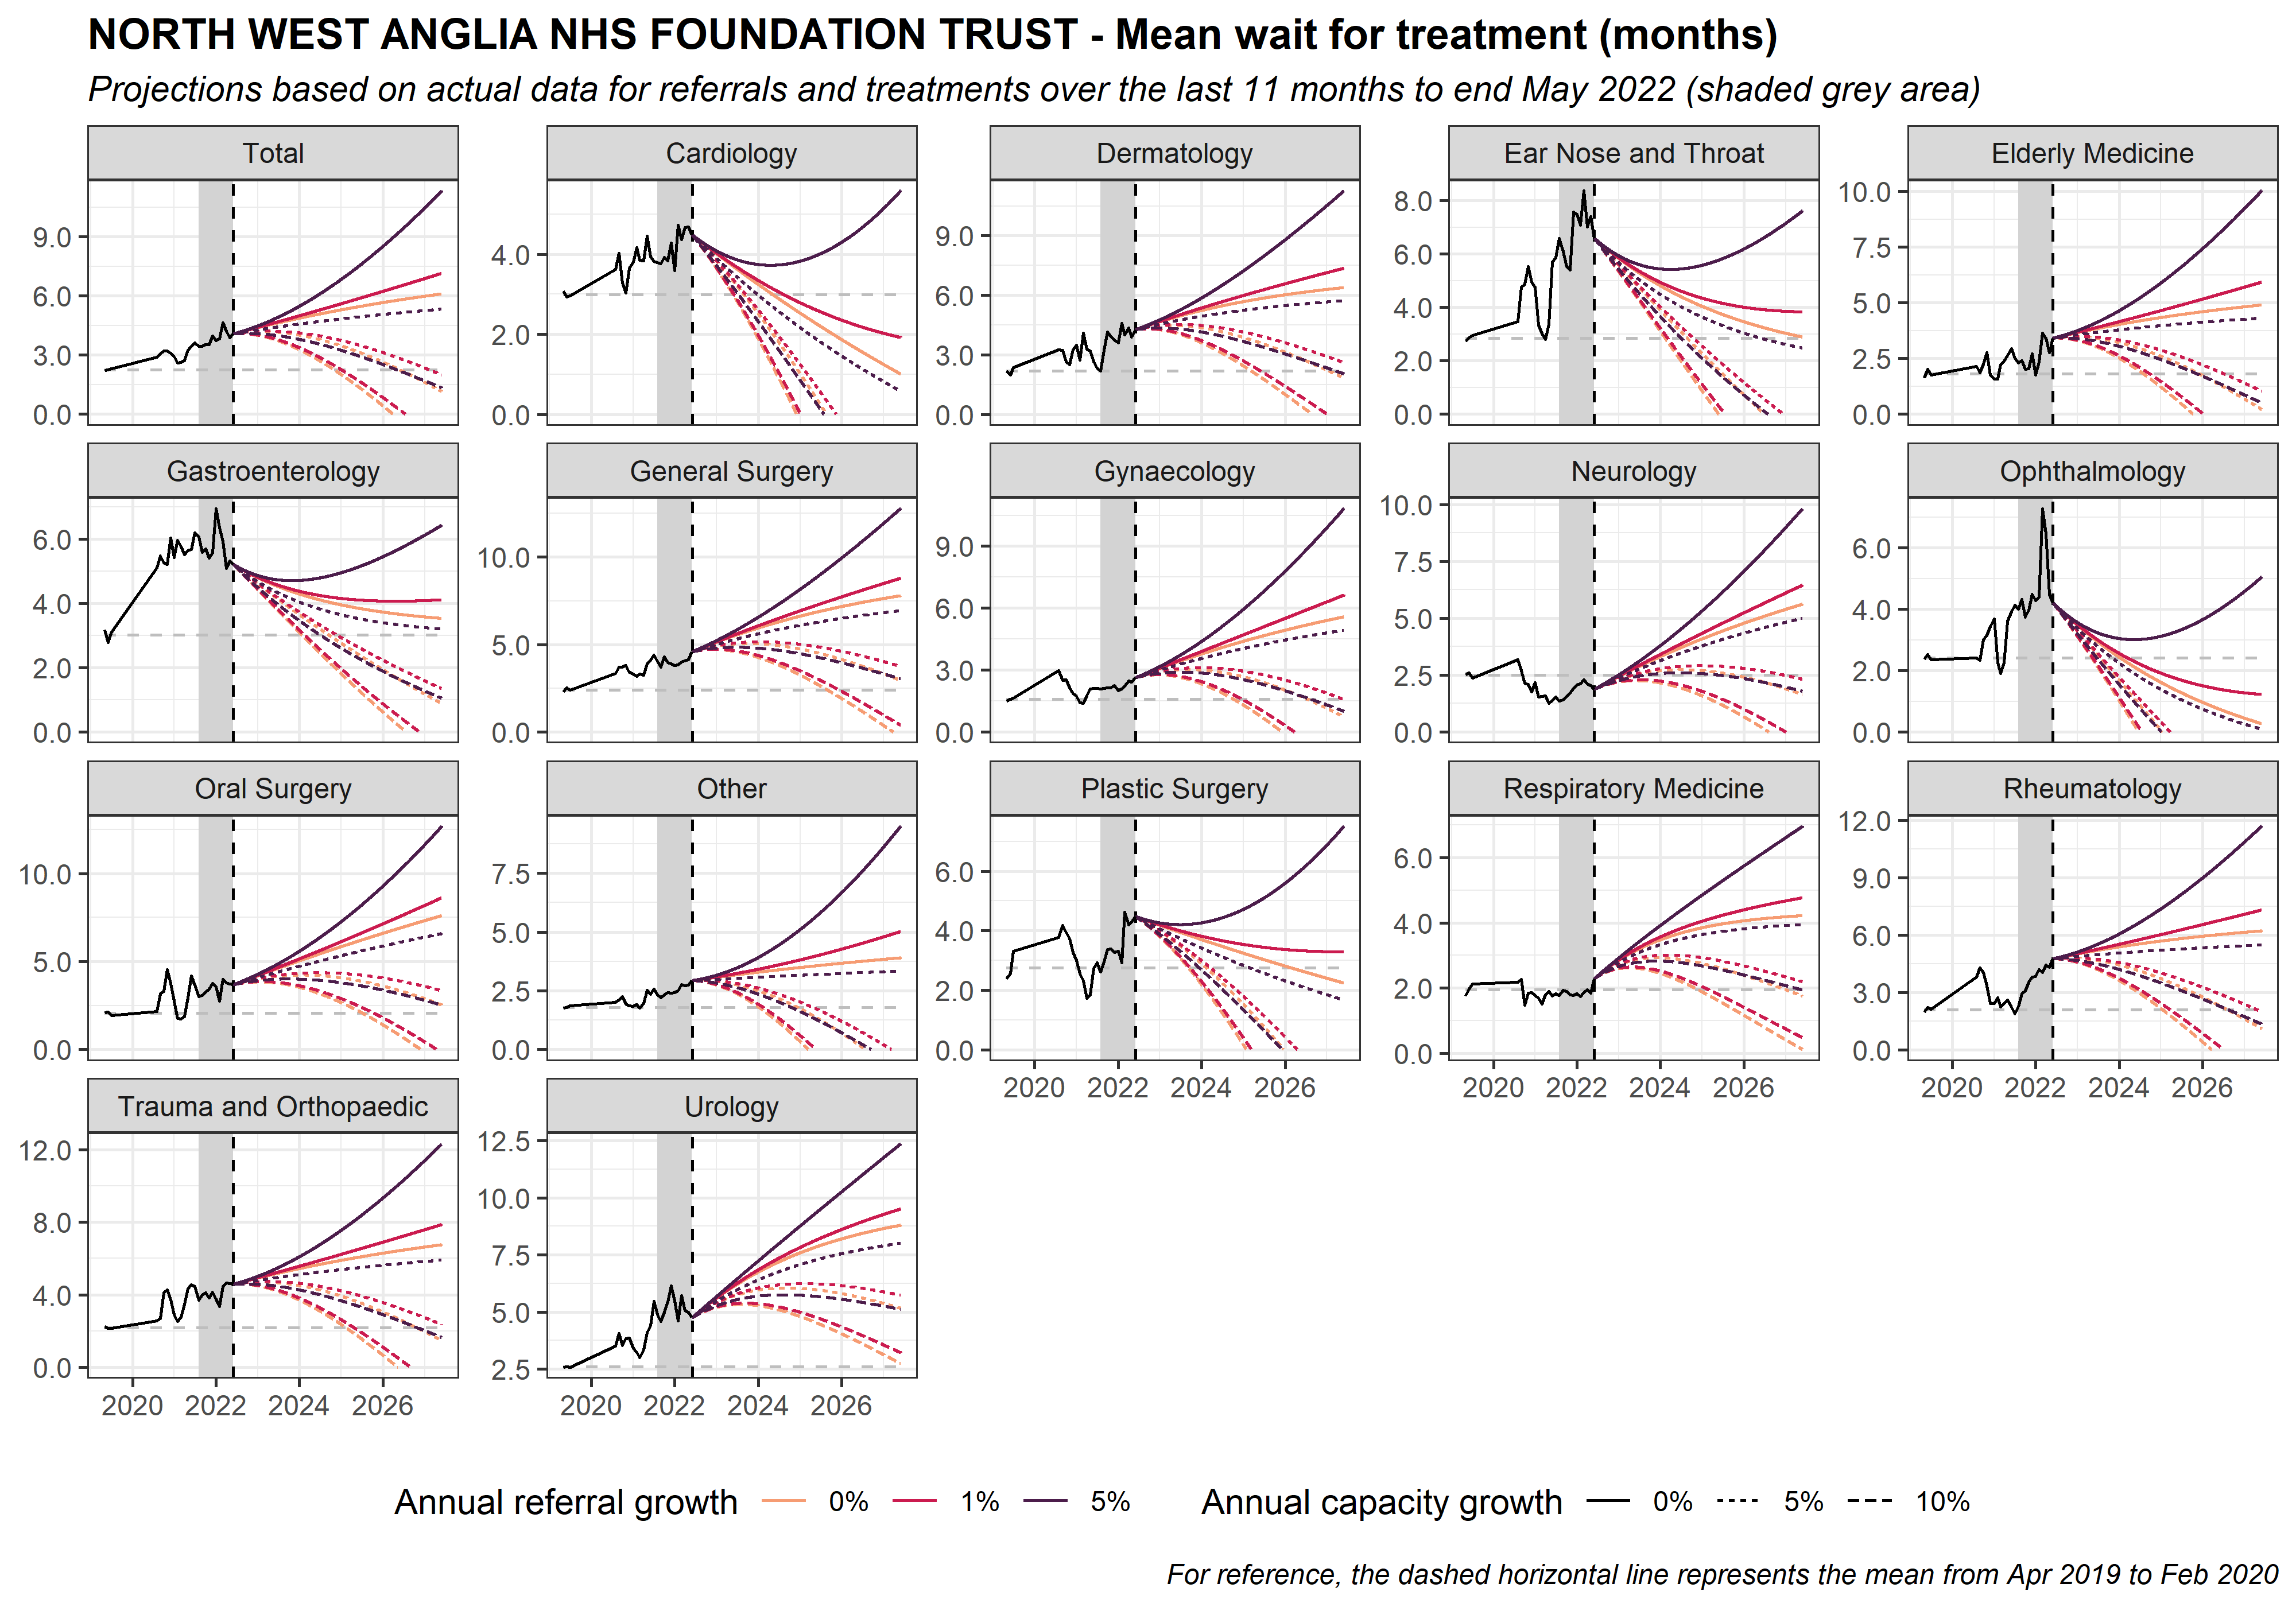 NORTH WEST ANGLIA NHS FOUNDATION TRUST - Mean wait for treatment (months)
Projections based on actual data for referrals and treatments over the last 11 months to end May 2022 (shaded grey area)
Total
Cardiology
Dermatology
Ear Nose and Throat
Elderly Medicine
9.0
6.0
3.0
0.0
4.0
2.0
0.0
9.0
6.0
3.0
0.0
8.0
6.0
4.0
2.0
0.0
10.0
7.5
5.0
2.5
0.0
Gastroenterology
General Surgery
Gynaecology
Neurology
Ophthalmology
6.0
4.0
2.0
0.0
10.0
5.0
0.0
9.0
6.0
3.0
0.0
10.0
7.5
5.0
2.5
0.0
6.0
4.0
2.0
0.0
Oral Surgery
Other
Plastic Surgery
Respiratory Medicine
Rheumatology
10.0
5.0
0.0
7.5
5.0
2.5
0.0
6.0
4.0
2.0
0.0
6.0
4.0
2.0
0.0
12.0
9.0
6.0
3.0
0.0
2020 2022 2024 2026
2020 2022 2024 2026
2020 2022 2024 2026
Trauma and Orthopaedic
Urology
12.0
8.0
4.0
0.0
12.5
10.0
7.5
5.0
2.5
2020 2022 2024 2026
2020 2022 2024 2026
Annual referral growth 0% 1% 5% Annual capacity growth 0% 5% 10%
For reference, the dashed horizontal line represents the mean from Apr 2019 to Feb 2020